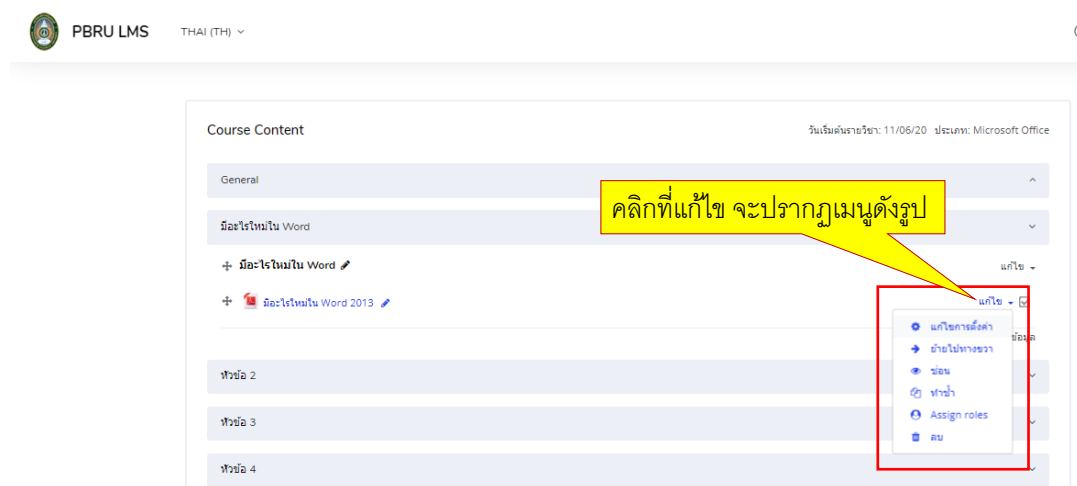 PBRU LMS THAI (TH)
Course Content วันเริ่มต้นรายวิชา: 11/06/20 ประเภท: Microsoft Office
General
คลิกที่แก้ไข จะปรากฏเมนูดังรูป
มีอะไรใหม่ใน Word
มีอะไรใหม่ใน Word แก้ไข
มีอะไรใหม่ใน Word 2013 แก้ไข
แก้ไขการตั้งค่า
ข้อมูล
ย้ายไปทางขวา
หัวข้อ 2
ซ่อน
ทำซ้ำ
หัวข้อ 3
Assign roles
ลบ
หัวข้อ 4